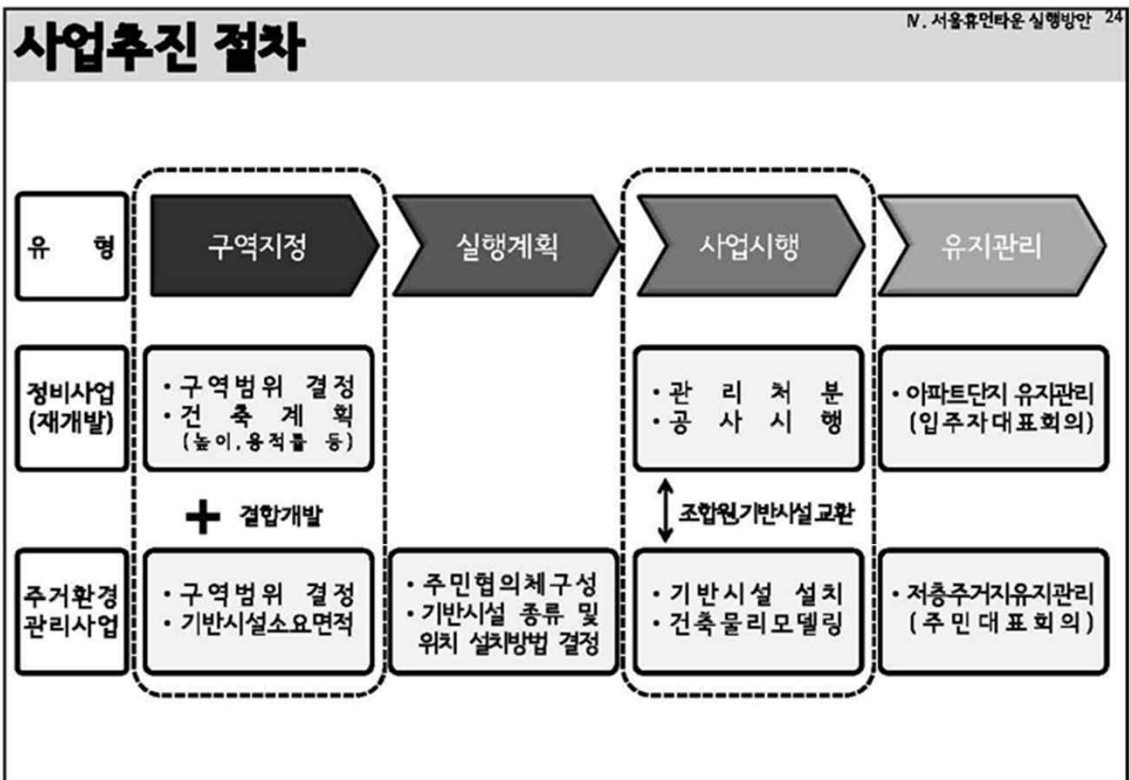 Ⅳ. 서울휴먼타운 실행방안 24
사업추진 절차
유 형
구역지정
실행계획
사업시행
유지관리
정비사업
(재개발)
• 구역범위 결정
• 건축계획
(높이,용적률 등)
• 관리처분
• 공사시행
• 아파트단지 유지관리
(입주자대표회의)
+ 결합개발
조합원,기반시설교환
주거환경
관리사업
• 구역범위 결정
• 기반시설소요면적
• 주민협의체구성
• 기반시설 종류 및
위치 설치방법 결정
• 기반시설 설치
• 건축물리모델링
• 저층주거지유지관리
(주민대표회의)